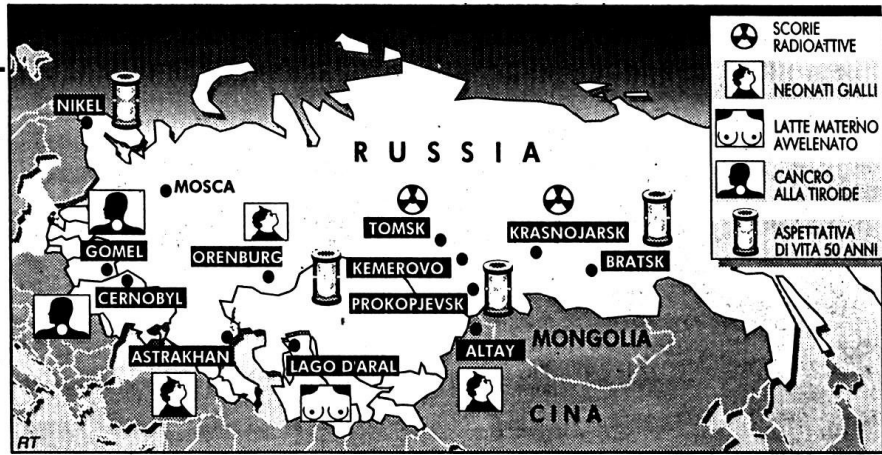 SCORIE
RADIOATTIVE
NEONATI GIALLI
LATTE MATERNO
AVVELENATO
CANCRO
ALLA TIROIDE
ASPETTATIVA
DI VITA 50 ANNI
NIKEL
RUSSIA
MOSCA
TOMSK
KRASNOJARSK
GOMEL
ORENBURG
KEMEROVO
BRATSK
CERNOBYL
PROKOPJEVSK
ASTRAKHAN
LAGO D'ARAL
ALTAY
MONGOLIA
CINA
RT